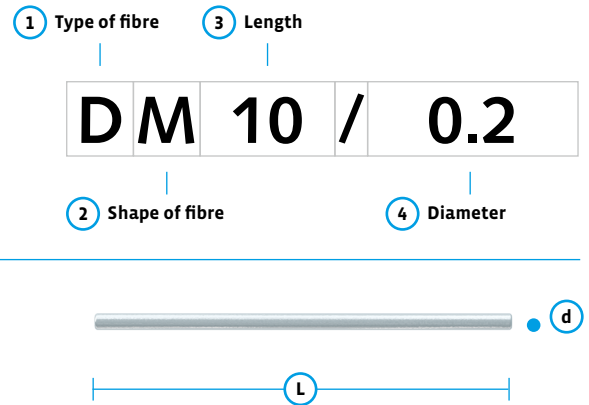 1 Type of fibre 3 Length
D M 10 / 0.2
2 Shape of fibre 4 Diameter
d
L